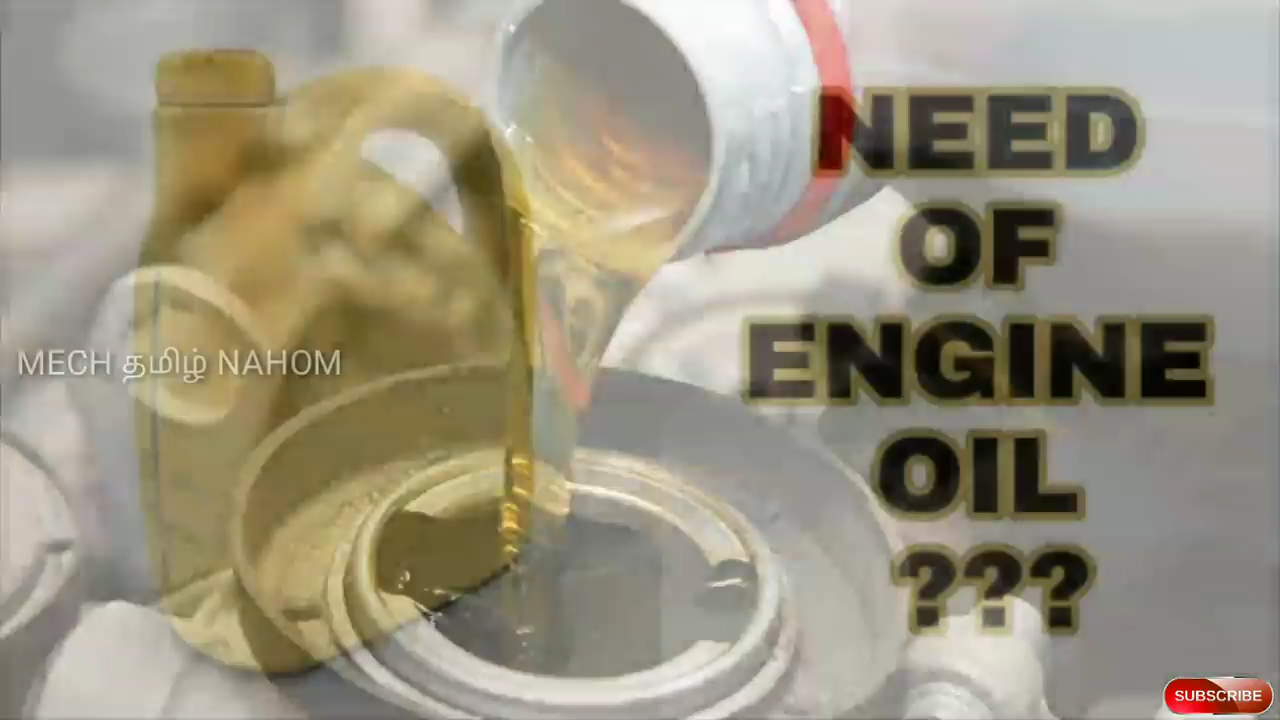 NEED
OF
ENGINE
OIL
???
MECH தமிழ் NAHOM
SUBSCRIBE